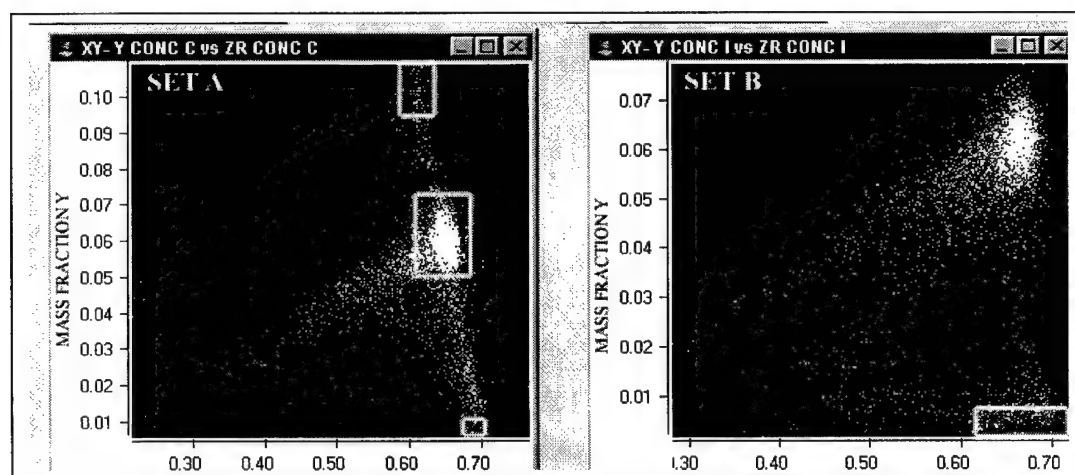 XY- Y CONC C vs ZR CONC C
SET A
0.10
0.09
0.08
0.07
0.06
0.05
0.04
0.03
0.02
0.01
MASS FRACTION Y
0.30 0.40 0.50 0.60 0.70
XY- Y CONC I vs ZR CONC I
SET B
0.07
0.06
0.05
0.04
0.03
0.02
0.01
MASS FRACTION Y
0.30 0.40 0.50 0.60 0.70